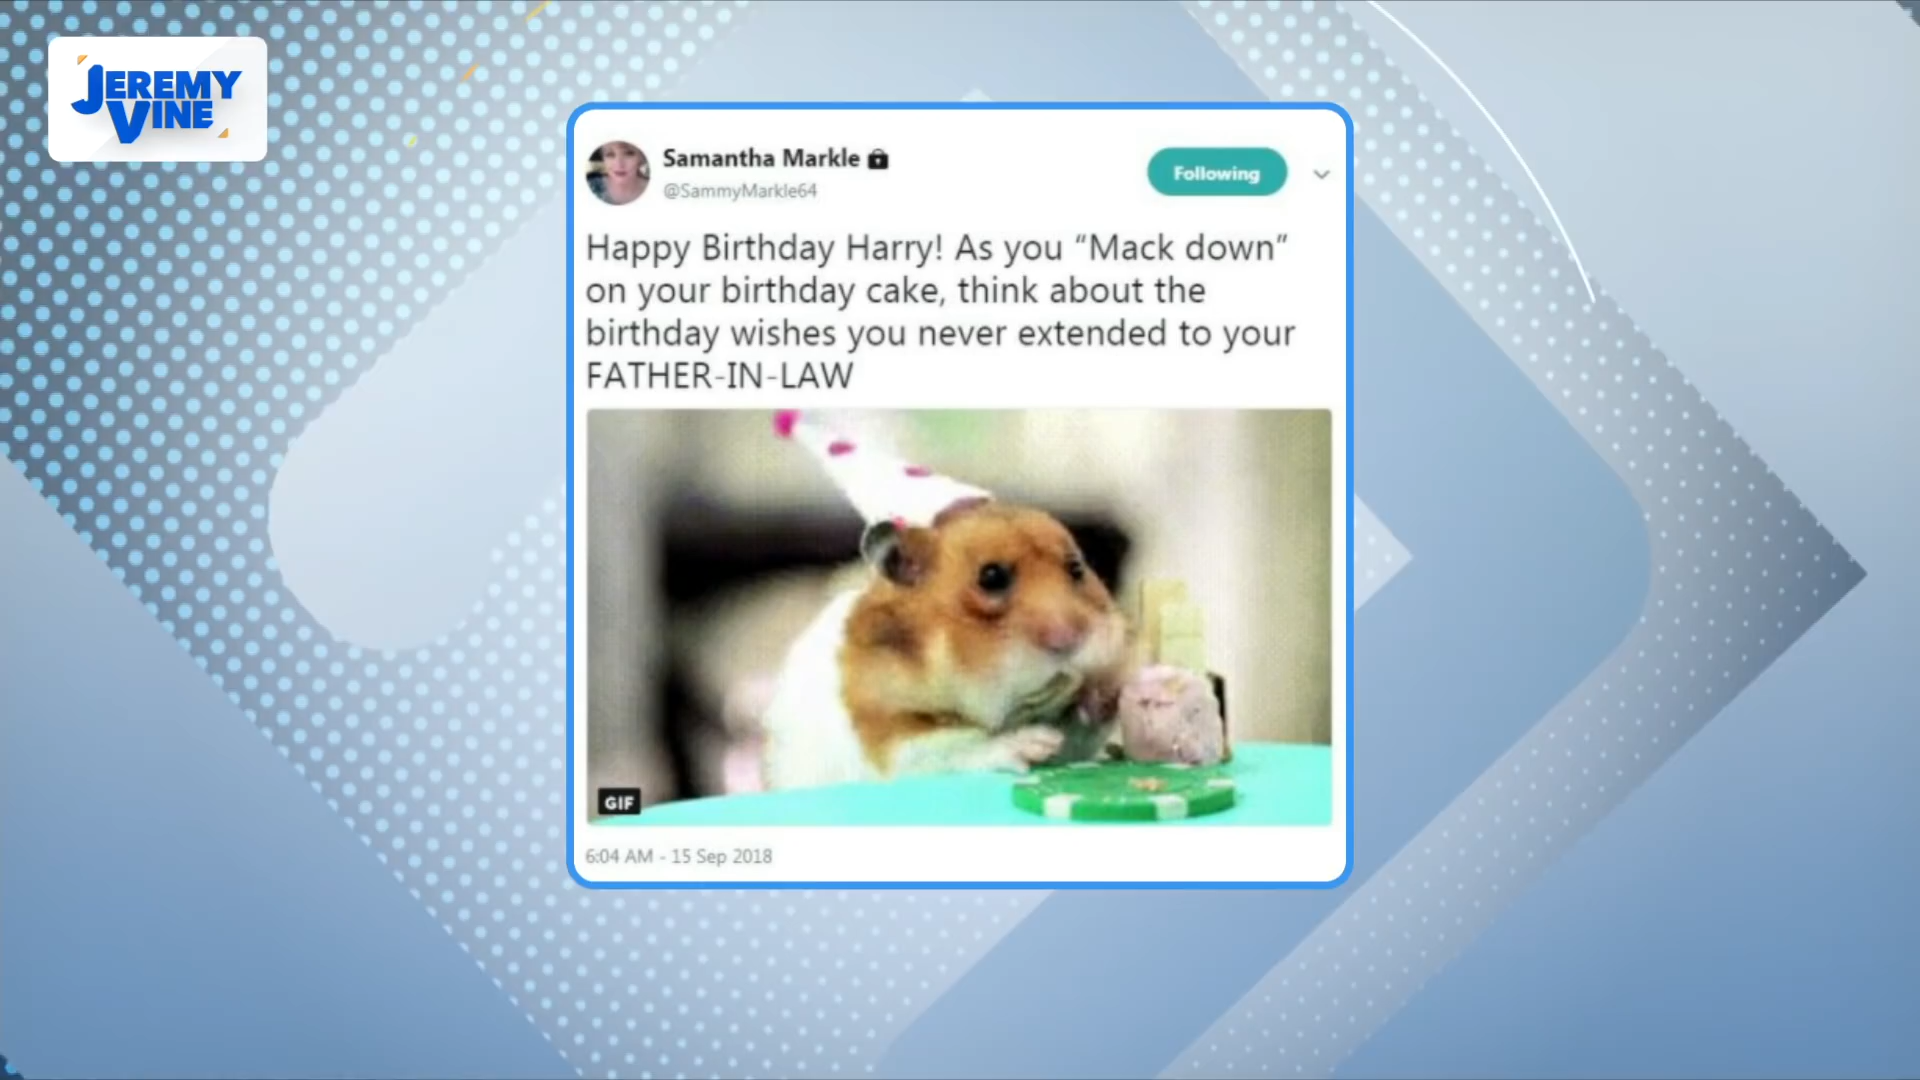 JEREMY
VINE
Samantha Markle
@SammyMarkle64
Following
Happy Birthday Harry! As you “Mack down”
on your birthday cake, think about the
birthday wishes you never extended to your
FATHER-IN-LAW
GIF
6:04 AM - 15 Sep 2018